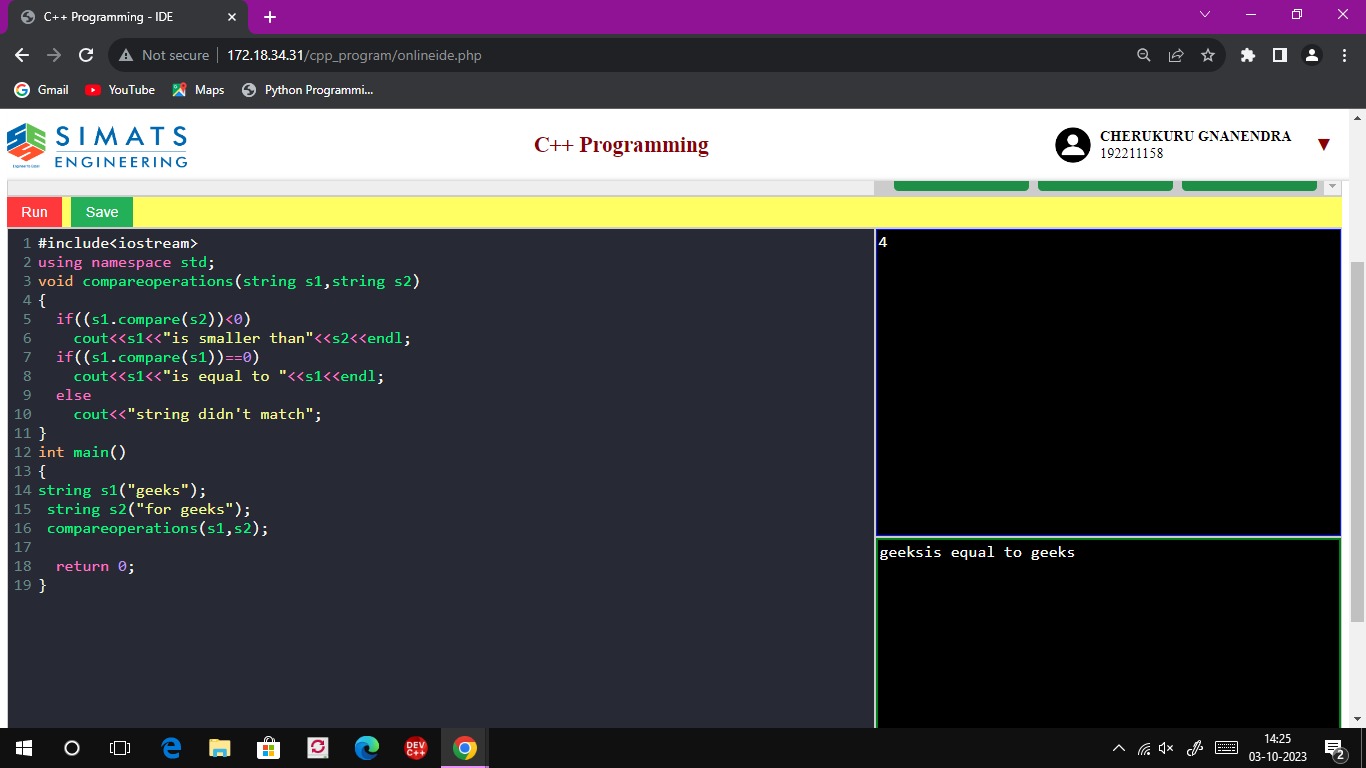 C++ Programming - IDE
Not secure 172.18.34.31/cpp_program/onlineide.php
Gmail YouTube Maps Python Programmi...
SIMATS
ENGINEERING
C++ Programming
CHERUKURU GNANENDRA
192211158
Run Save
1 #include<iostream>
2 using namespace std;
3 void compareoperations(string s1,string s2)
4 {
5 if((s1.compare(s2))<0)
6 cout<<s1<<"is smaller than"<<s2<<endl;
7 if((s1.compare(s1))==0)
8 cout<<s1<<"is equal to "<<s1<<endl;
9 else
10 cout<<"string didn't match";
11 }
12 int main()
13 {
14 string s1("geeks");
15 string s2("for geeks");
16 compareoperations(s1,s2);
17
18 return 0;
19 }
4
geeksis equal to geeks
DEV
C++
14:25
03-10-2023
2